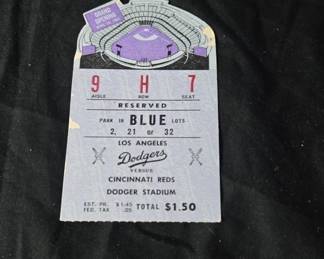 GRAND
OPENING
9 H 7
AISLE ROW SEAT
RESERVED
PARK IN BLUE LOTS
2, 21 or 32
LOS ANGELES
Dodgers
VERSUS
CINCINNATI REDS
DODGER STADIUM
EST. PR. $1.45
FED. TAX .05
TOTAL $1.50